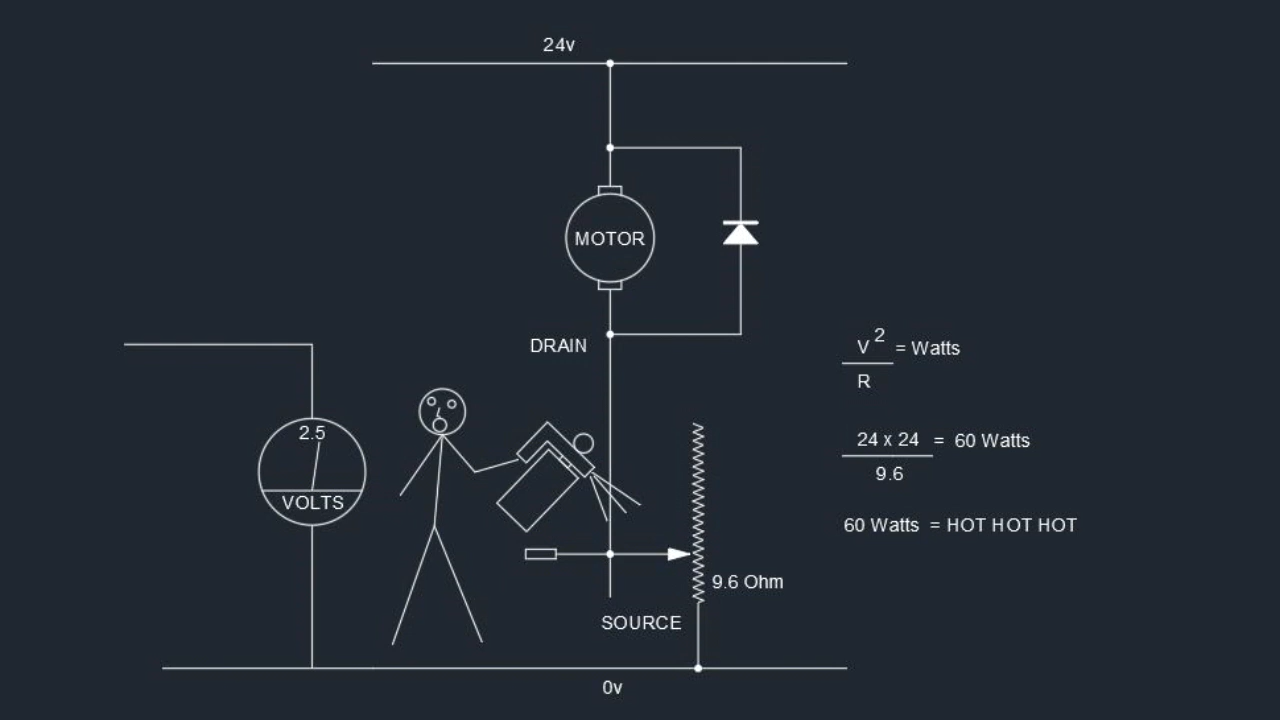 24v
MOTOR
DRAIN
2.5
VOLTS
9.6 Ohm
SOURCE
0v
V 2 = Watts
R
24 x 24 = 60 Watts
9.6
60 Watts = HOT HOT HOT